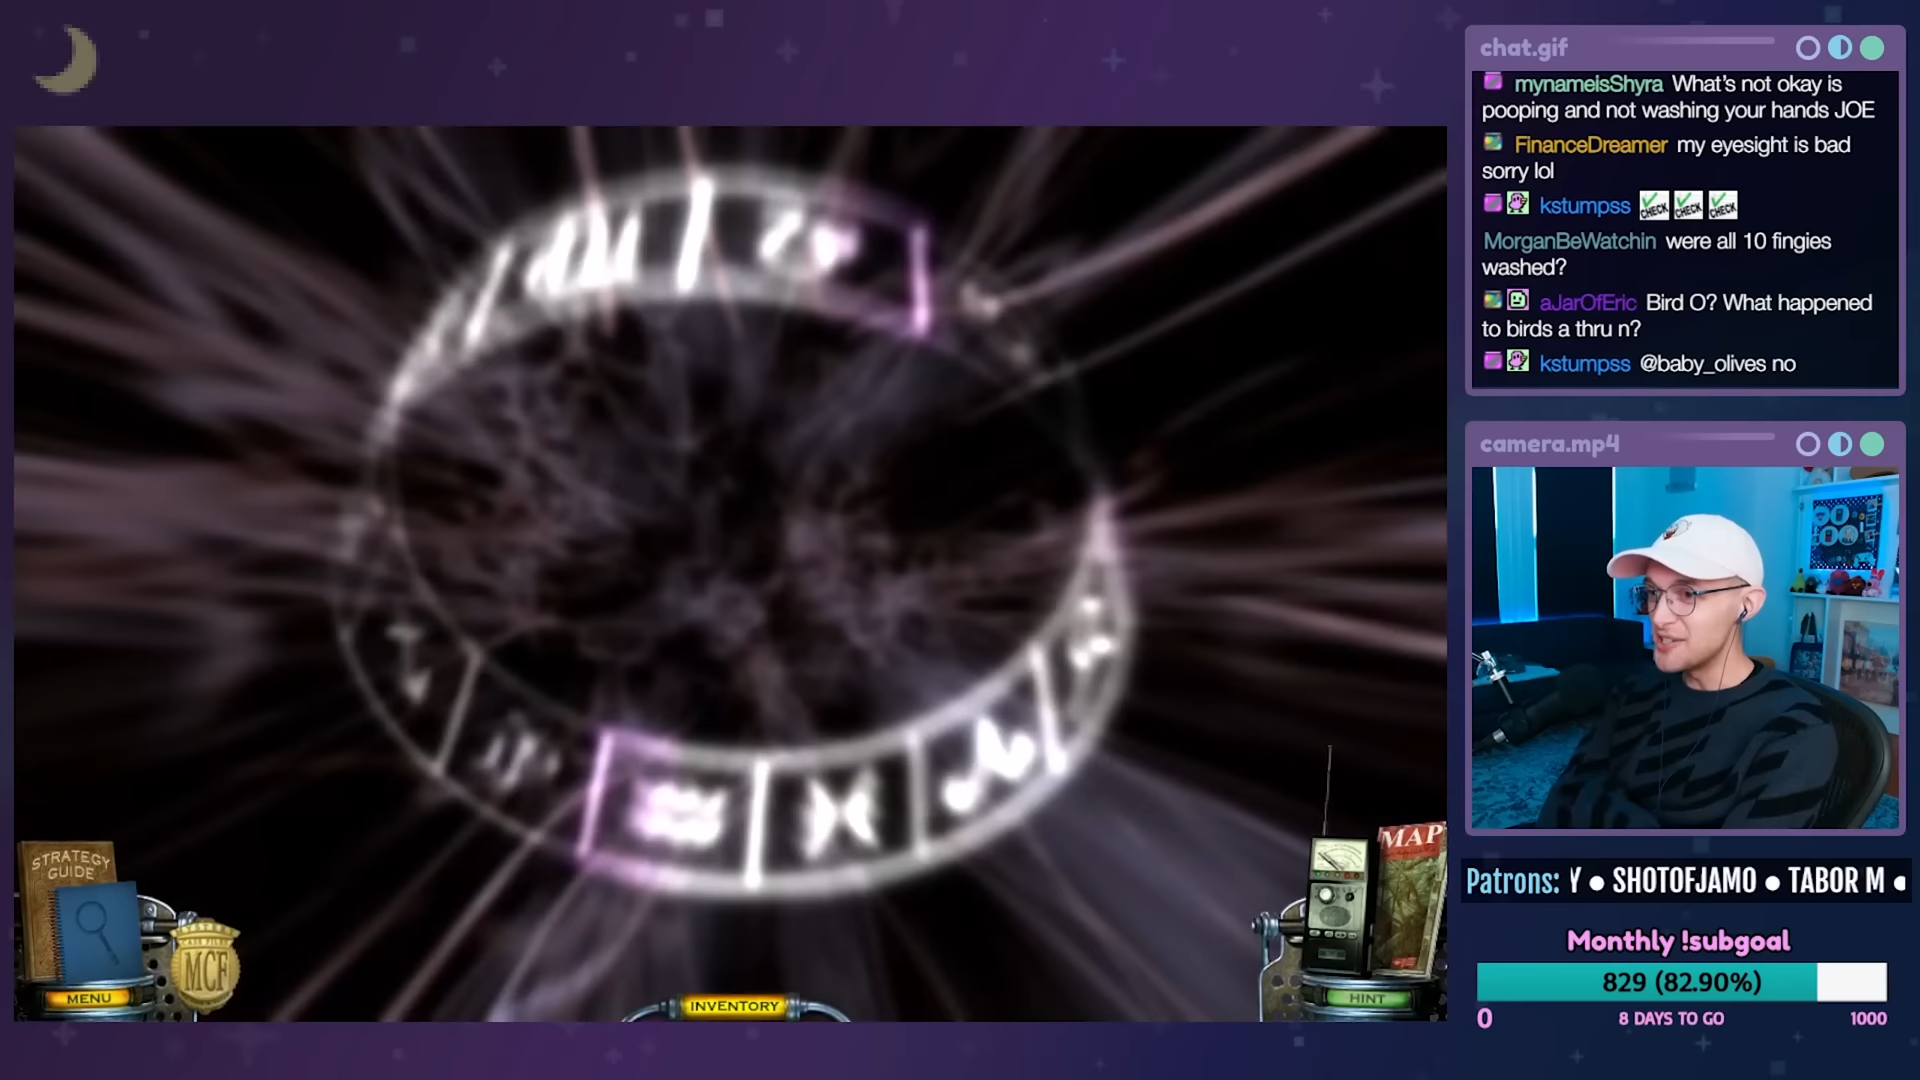 chat.gif
mynameisShyra What's not okay is
pooping and not washing your hands JOE
FinanceDreamer my eyesight is bad
sorry lol
kstumpss CHECK CHECK CHECK
MorganBeWatchin were all 10 fingies
washed?
aJarOfEric Bird O? What happened
to birds a thru n?
kstumpss @baby_olives no
camera.mp4
STRATEGY
GUIDE
MCF
MENU
INVENTORY
MAP
HINT
Patrons: Y • SHOTOFJAMO • TABOR M •
Monthly !subgoal
829 (82.90%)
0 8 DAYS TO GO 1000